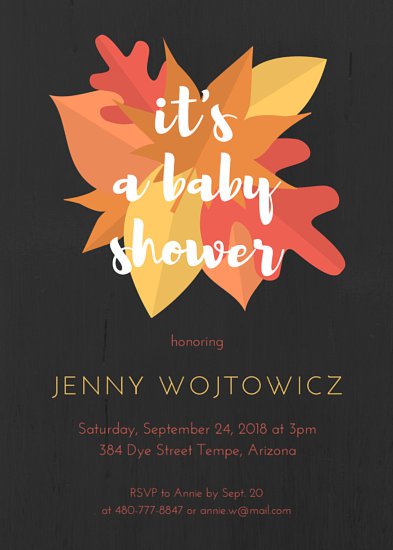 it's
a baby
shower
honoring
JENNY WOJTOWICZ
Saturday, September 24, 2018 at 3pm
384 Dye Street Tempe, Arizona
RSVP to Annie by Sept. 20
at 480-777-8847 or annie.w@mail.com